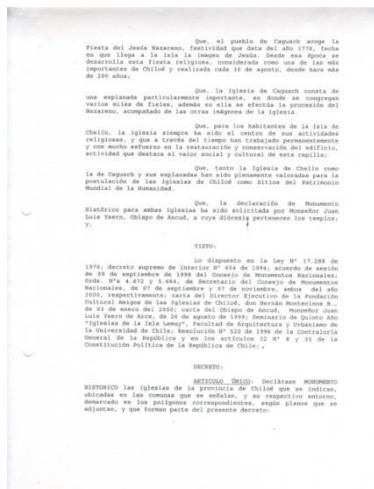 Que, el pueblo de Caguach acoge la
Fiesta del Jesús Nazareno, festividad que data del año 1778, fecha
en que llega a la Isla la imagen de Jesús. Desde esa época se
desarrolla esta fiesta religiosa, considerada como una de las más
importantes de Chiloé y realizada cada 30 de agosto, desde hace más
de 200 años;
Que, la Iglesia de Caguach consta de
una explanada particularmente importante, en donde se congregan
varios miles de fieles, además en ella se efectúa la procesión del
Nazareno, acompañado de las otras imágenes de la Iglesia.
Que, para los habitantes de la Isla de
Chelín, la Iglesia siempre ha sido el centro de sus actividades
religiosas, y que a través del tiempo han trabajado permanentemente
y con mucho esfuerzo en la restauración y conservación del edificio,
actividad que destaca el valor social y cultural de esta capilla;
Que, tanto la Iglesia de Chelín como
la de Caguach y sus explanadas han sido plenamente valoradas para la
postulación de las Iglesias de Chiloé como Sitios del Patrimonio
Mundial de la Humanidad.
Que, la declaración de Monumento
Histórico para ambas Iglesias ha sido solicitada por Monseñor Juan
Luis Ysern, Obispo de Ancud, a cuya diócesis pertenecen los templos;
y,
VISTO:
Lo dispuesto en la Ley N° 17.288 de
1970; decreto supremo de Interior N° 654 de 1994; acuerdo de sesión
de 09 de septiembre de 1998 del Consejo de Monumentos Nacionales;
Ords. N°s 4.672 y 5.664, de Secretario del Consejo de Monumentos
Nacionales, de 07 de septiembre y 07 de noviembre, ambos del año
2000, respectivamente; carta del Director Ejecutivo de la Fundación
Cultural Amigos de las Iglesias de Chiloé, don Hernán Montecinos B.,
de 03 de enero del 2000; carta del Obispo de Ancud, Monseñor Juan
Luis Ysern de Arce, de 26 de agosto de 1999; Seminario de Quinto Año
"Iglesias de la Isla Lemuy", Facultad de Arquitectura y Urbanismo de
la Universidad de Chile; Resolución N° 520 de 1996 de la Contraloría
General de la República y en los artículos 32 N° 8 y 35 de la
Constitución Política de la República de Chile;
DECRETO:
ARTICULO ÚNICO: Declárase MONUMENTO
HISTORICO las Iglesias de la provincia de Chiloé que se indican,
ubicadas en las comunas que se señalan, y su respectivo entorno,
demarcado en los polígonos correspondientes, según planos que se
adjuntan, y que forman parte del presente decreto: